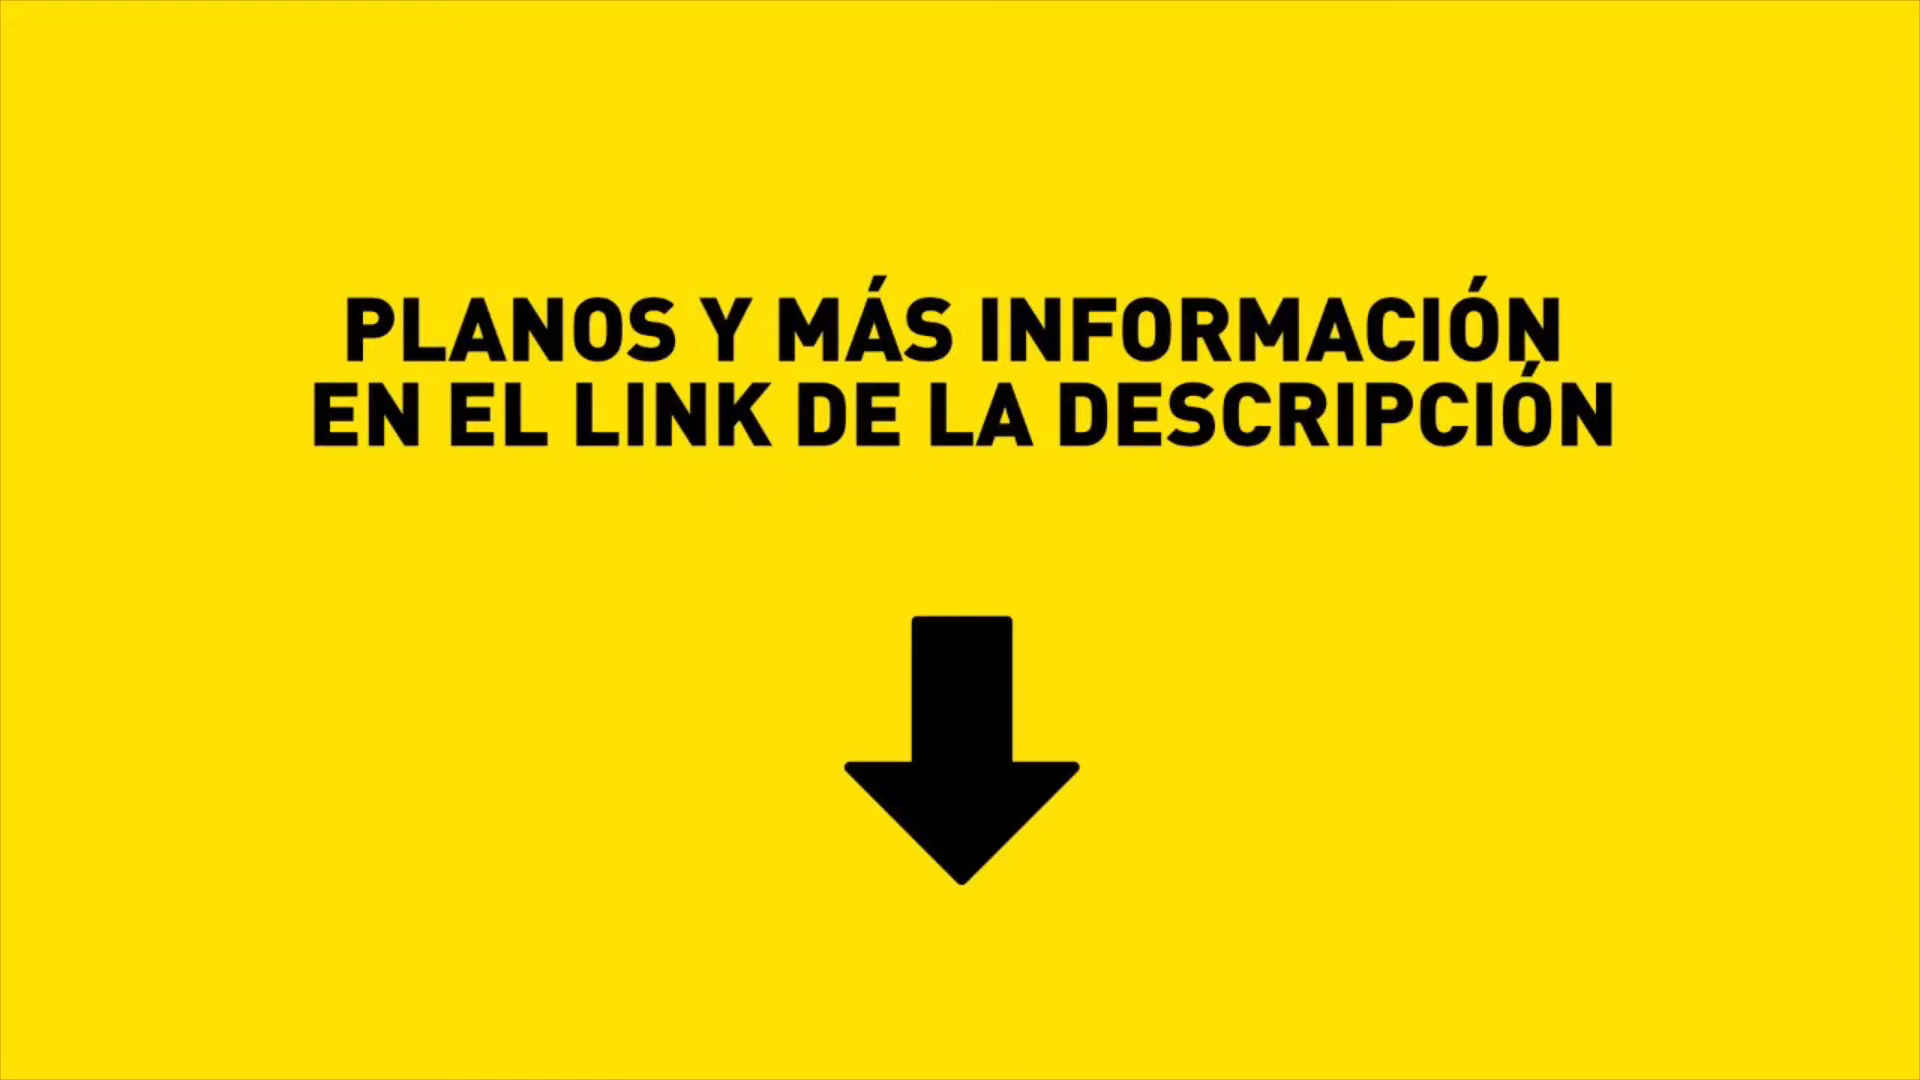 PLANOS Y MÁS INFORMACIÓN
EN EL LINK DE LA DESCRIPCIÓN